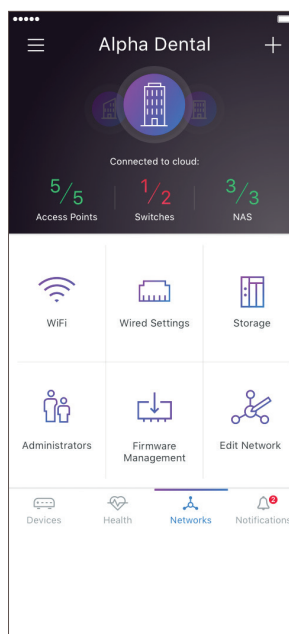 Alpha Dental
Connected to cloud:
5/5 1/2 3/3
Access Points Switches NAS
WiFi Wired Settings Storage
Administrators Firmware Management Edit Network
Devices Health Networks Notifications
2